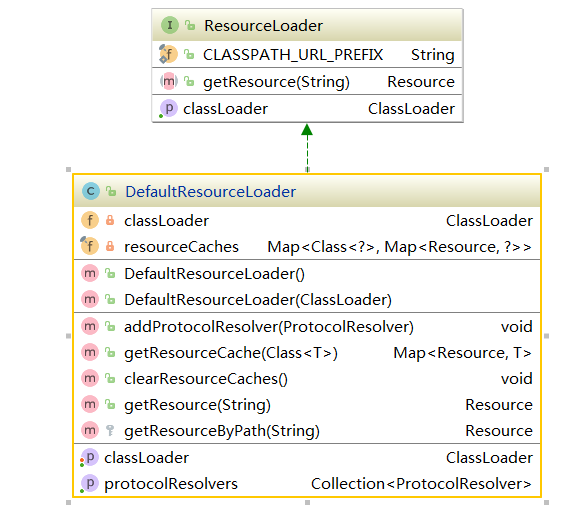 I ResourceLoader
f CLASSPATH_URL_PREFIX String
m getResource(String) Resource
p classLoader ClassLoader
C DefaultResourceLoader
f classLoader ClassLoader
f resourceCaches Map<Class<?>, Map<Resource, ?>>
m DefaultResourceLoader()
m DefaultResourceLoader(ClassLoader)
m addProtocolResolver(ProtocolResolver) void
m getResourceCache(Class<T>) Map<Resource, T>
m clearResourceCaches() void
m getResource(String) Resource
m getResourceByPath(String) Resource
p classLoader ClassLoader
p protocolResolvers Collection<ProtocolResolver>